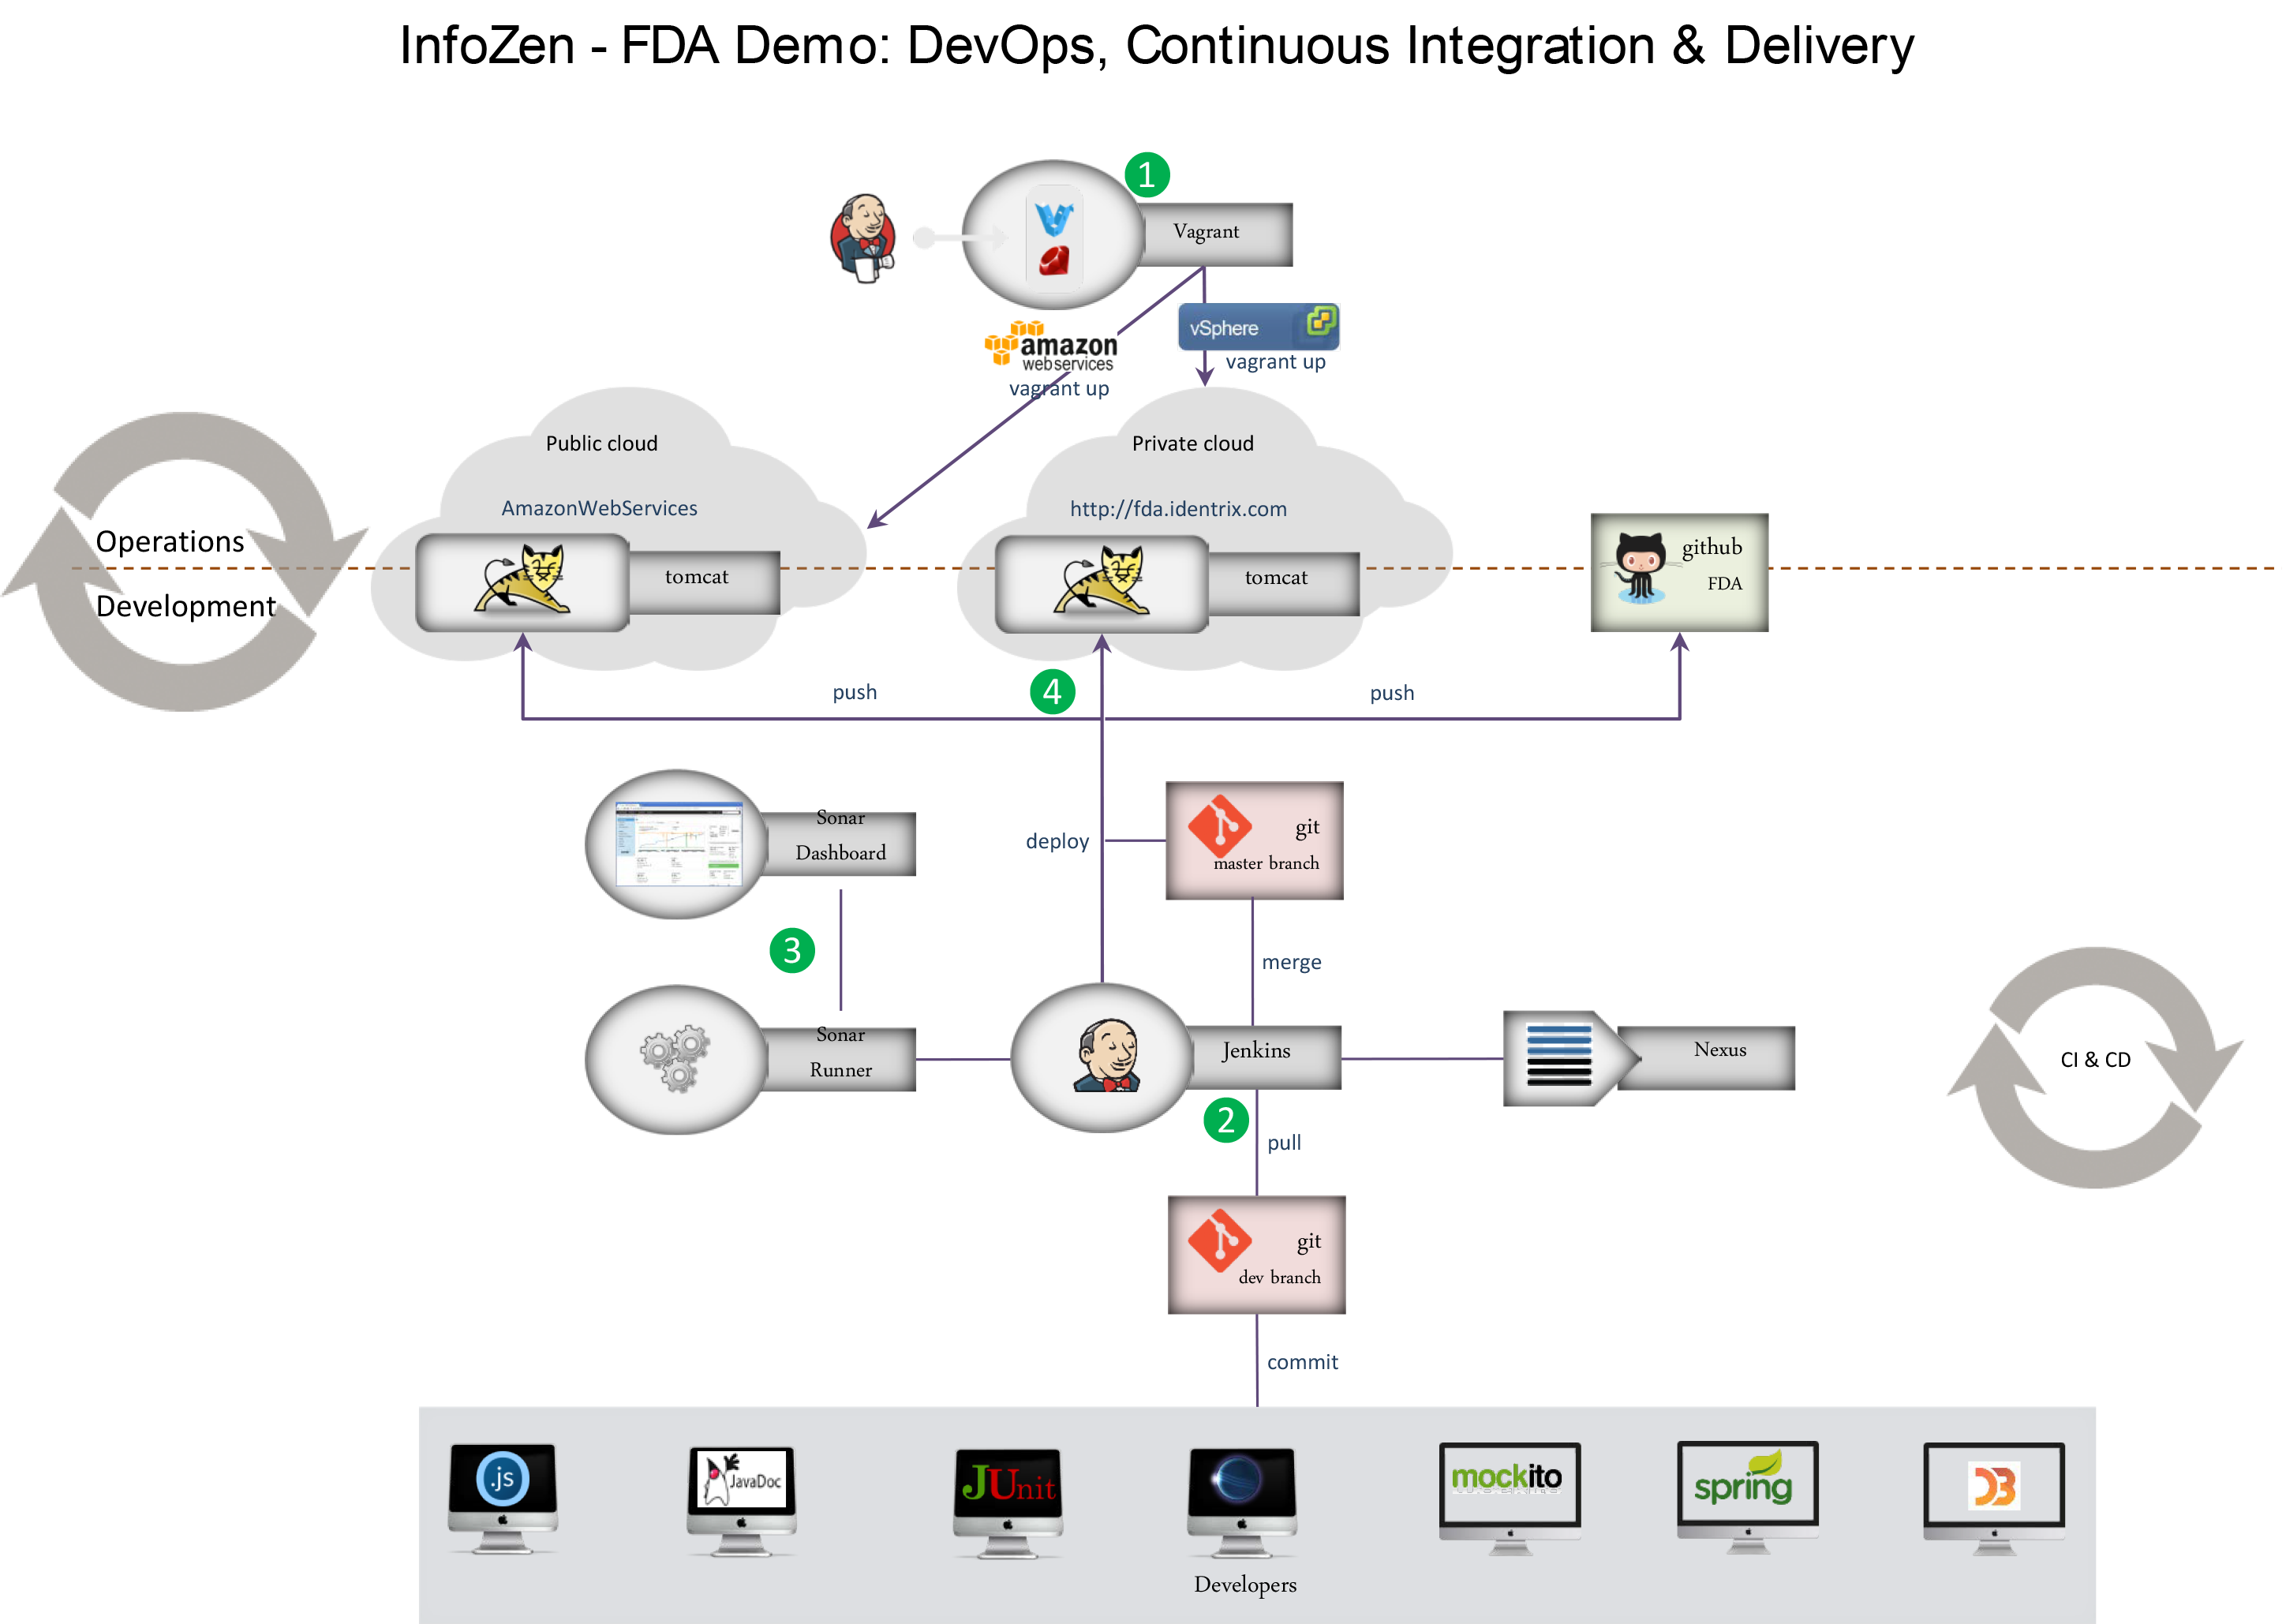 InfoZen - FDA Demo: DevOps, Continuous Integration & Delivery
1
Vagrant
amazon
webservices
vagrant up
vSphere
vagrant up
Public cloud
AmazonWebServices
tomcat
Private cloud
http://fda.identrix.com
tomcat
github
FDA
Operations
Development
push
4
push
Sonar
Dashboard
deploy
git
master branch
3
merge
Sonar
Runner
Jenkins
Nexus
CI & CD
2
pull
git
dev branch
commit
.js
JavaDoc
JUnit
mockito
spring
D3
Developers